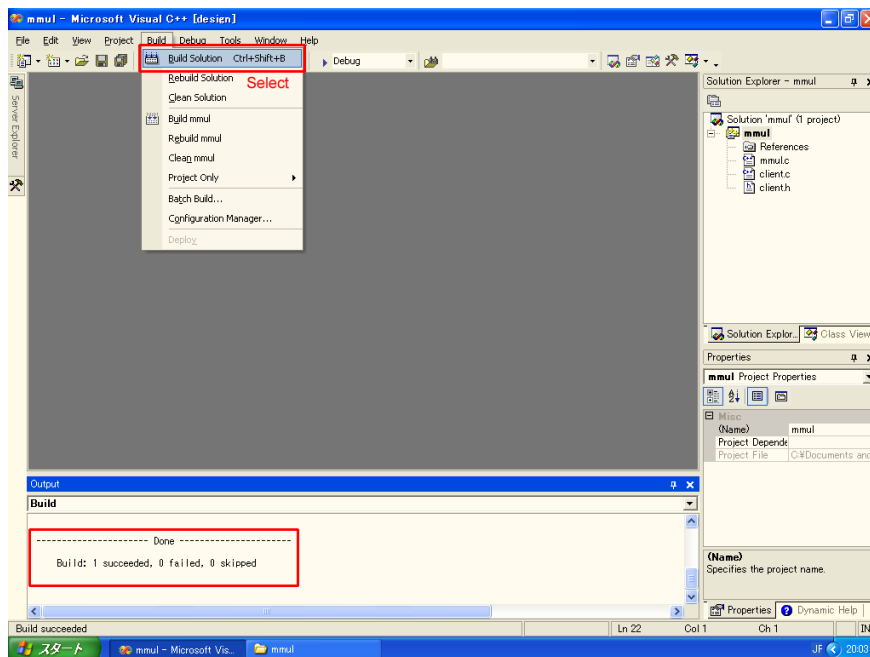 mmul - Microsoft Visual C++ [design]
File Edit View Project Build Debug Tools Window Help
Build Solution Ctrl+Shift+B
Debug
Rebuild Solution
Select
Clean Solution
Build mmul
Rebuild mmul
Clean mmul
Project Only
Batch Build...
Configuration Manager...
Deploy
Server Explorer
Solution Explorer - mmul
Solution 'mmul' (1 project)
mmul
References
mmul.c
client.c
client.h
Solution Explor... Class View
Properties
mmul Project Properties
Misc
(Name) mmul
Project Depende
Project File C:¥Documents and
(Name)
Specifies the project name.
Properties Dynamic Help
Output
Build
---------------------- Done ----------------------
Build: 1 succeeded, 0 failed, 0 skipped
Build succeeded Ln 22 Col 1 Ch 1 IN
スタート mmul - Microsoft Vis... mmul JP 20:03